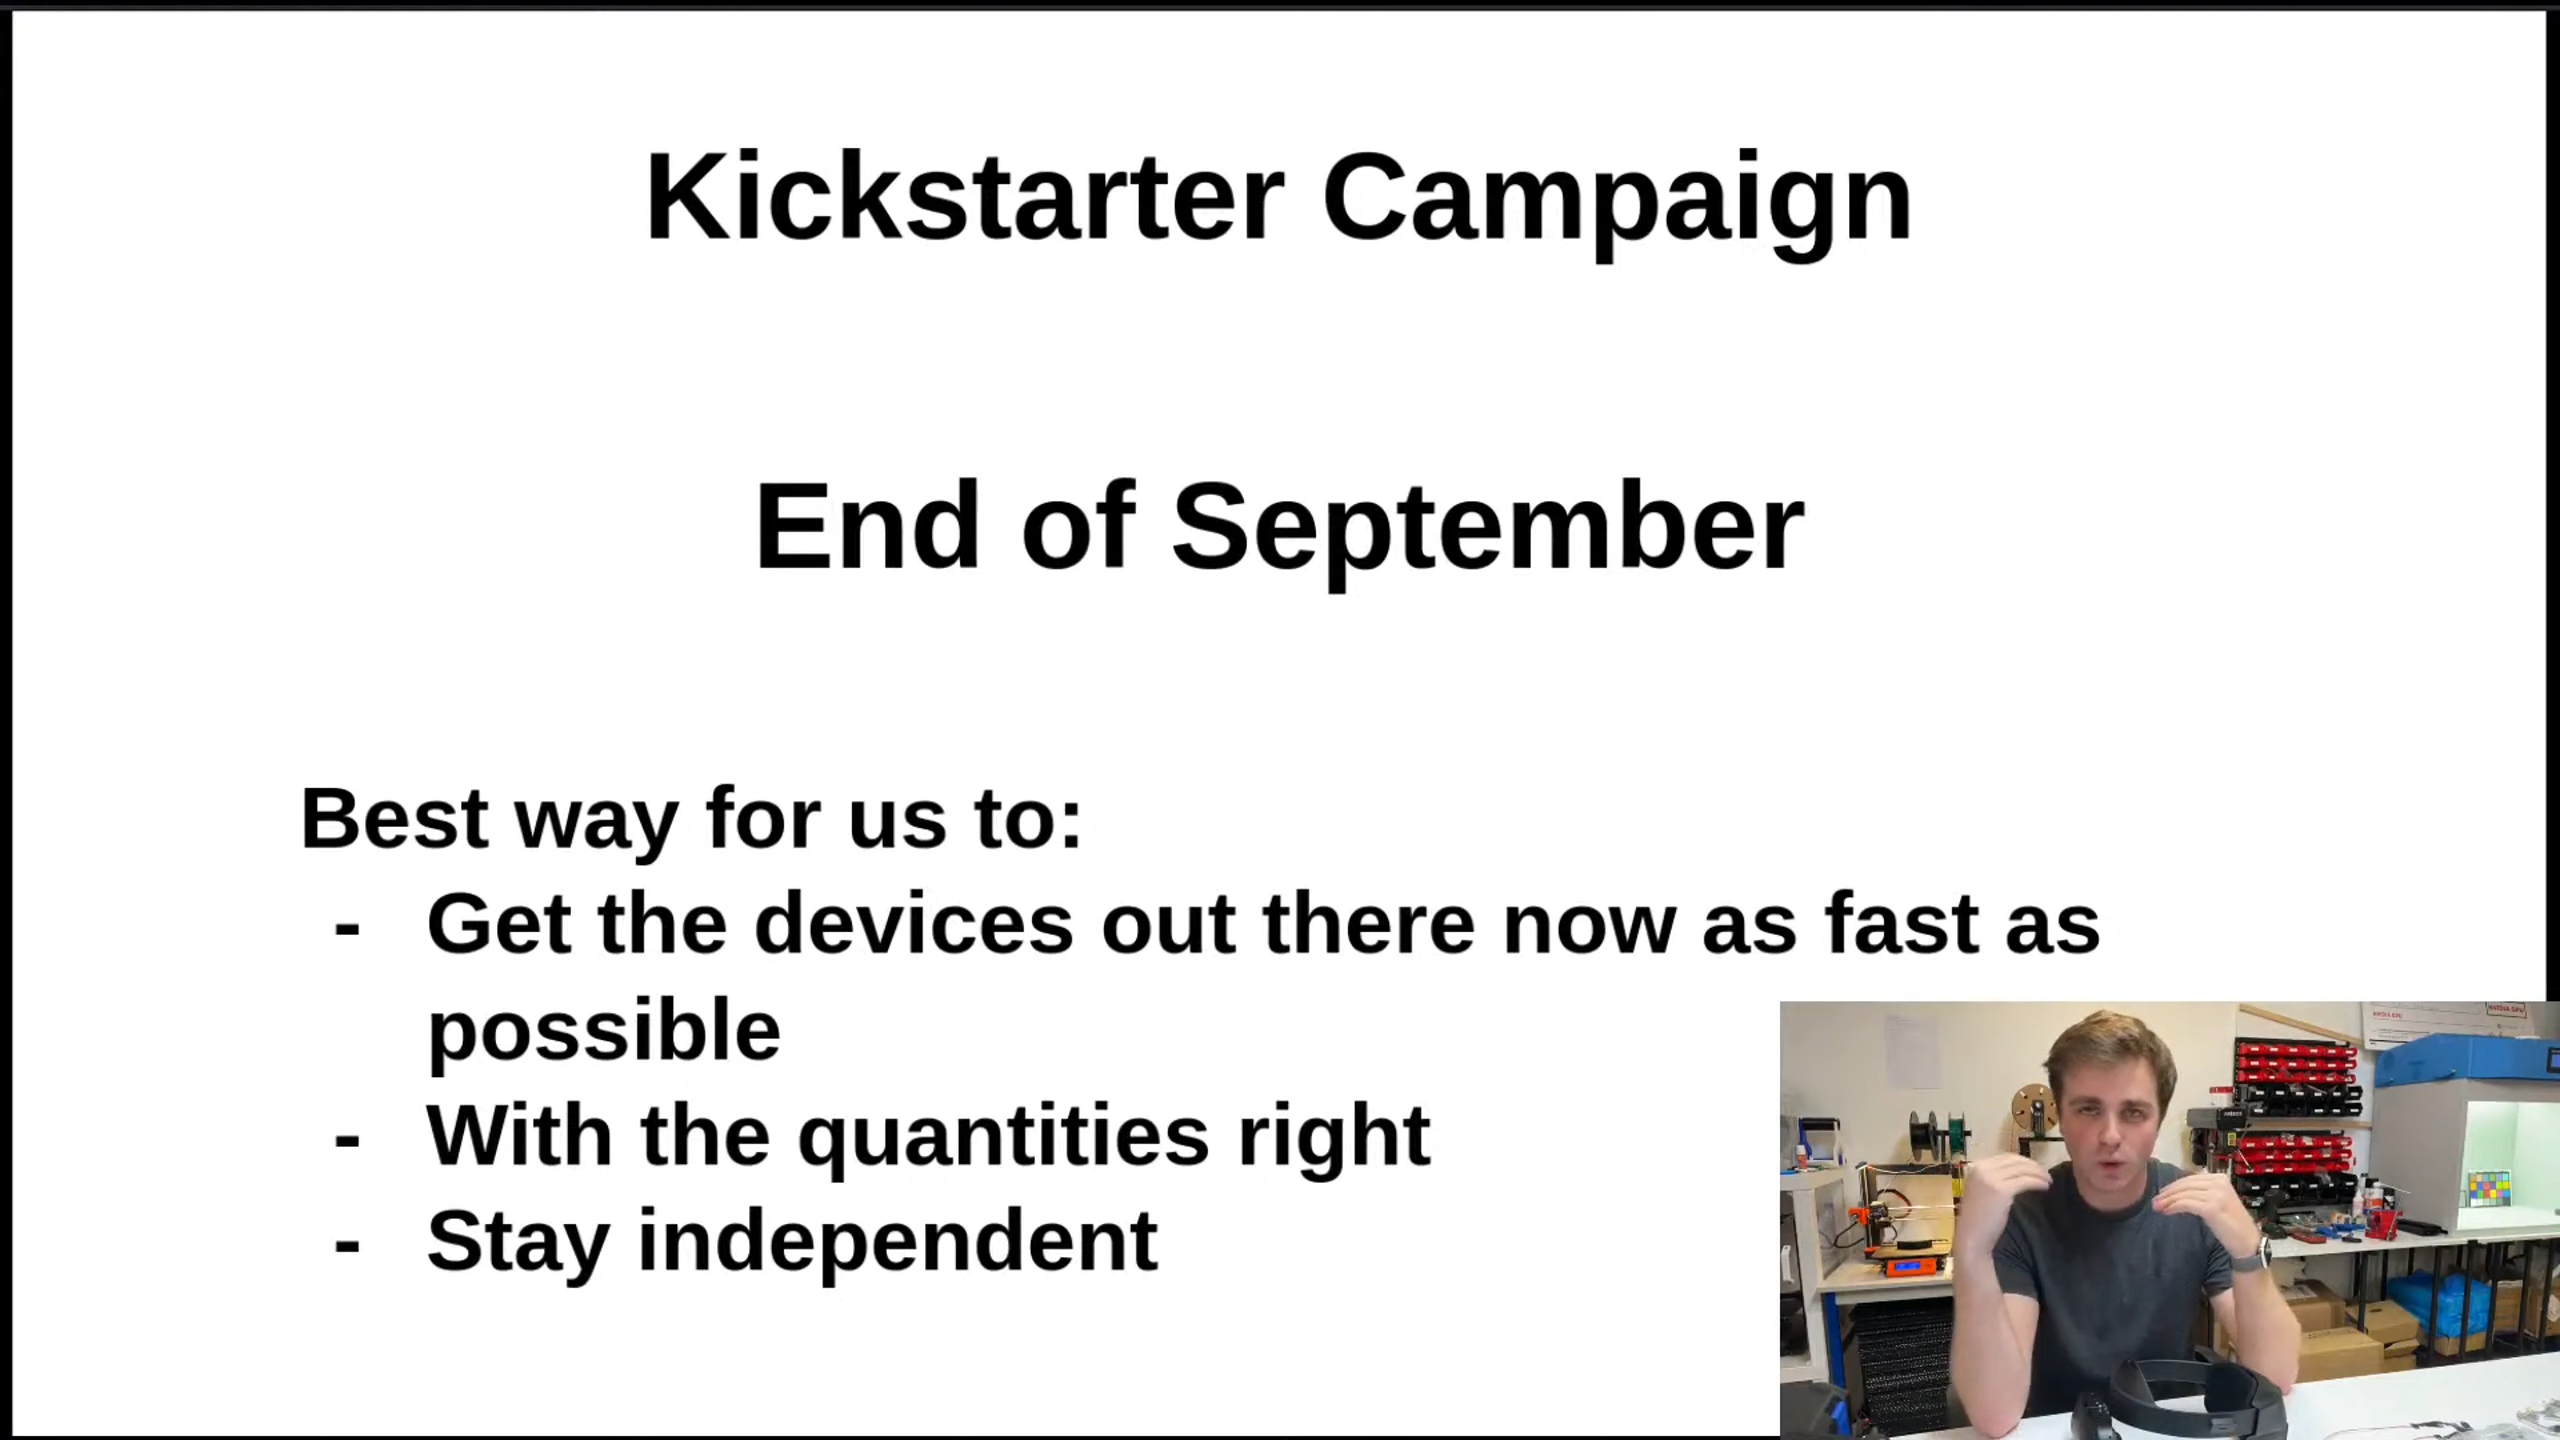 Kickstarter Campaign
End of September
Best way for us to:
- Get the devices out there now as fast as
possible
- With the quantities right
- Stay independent